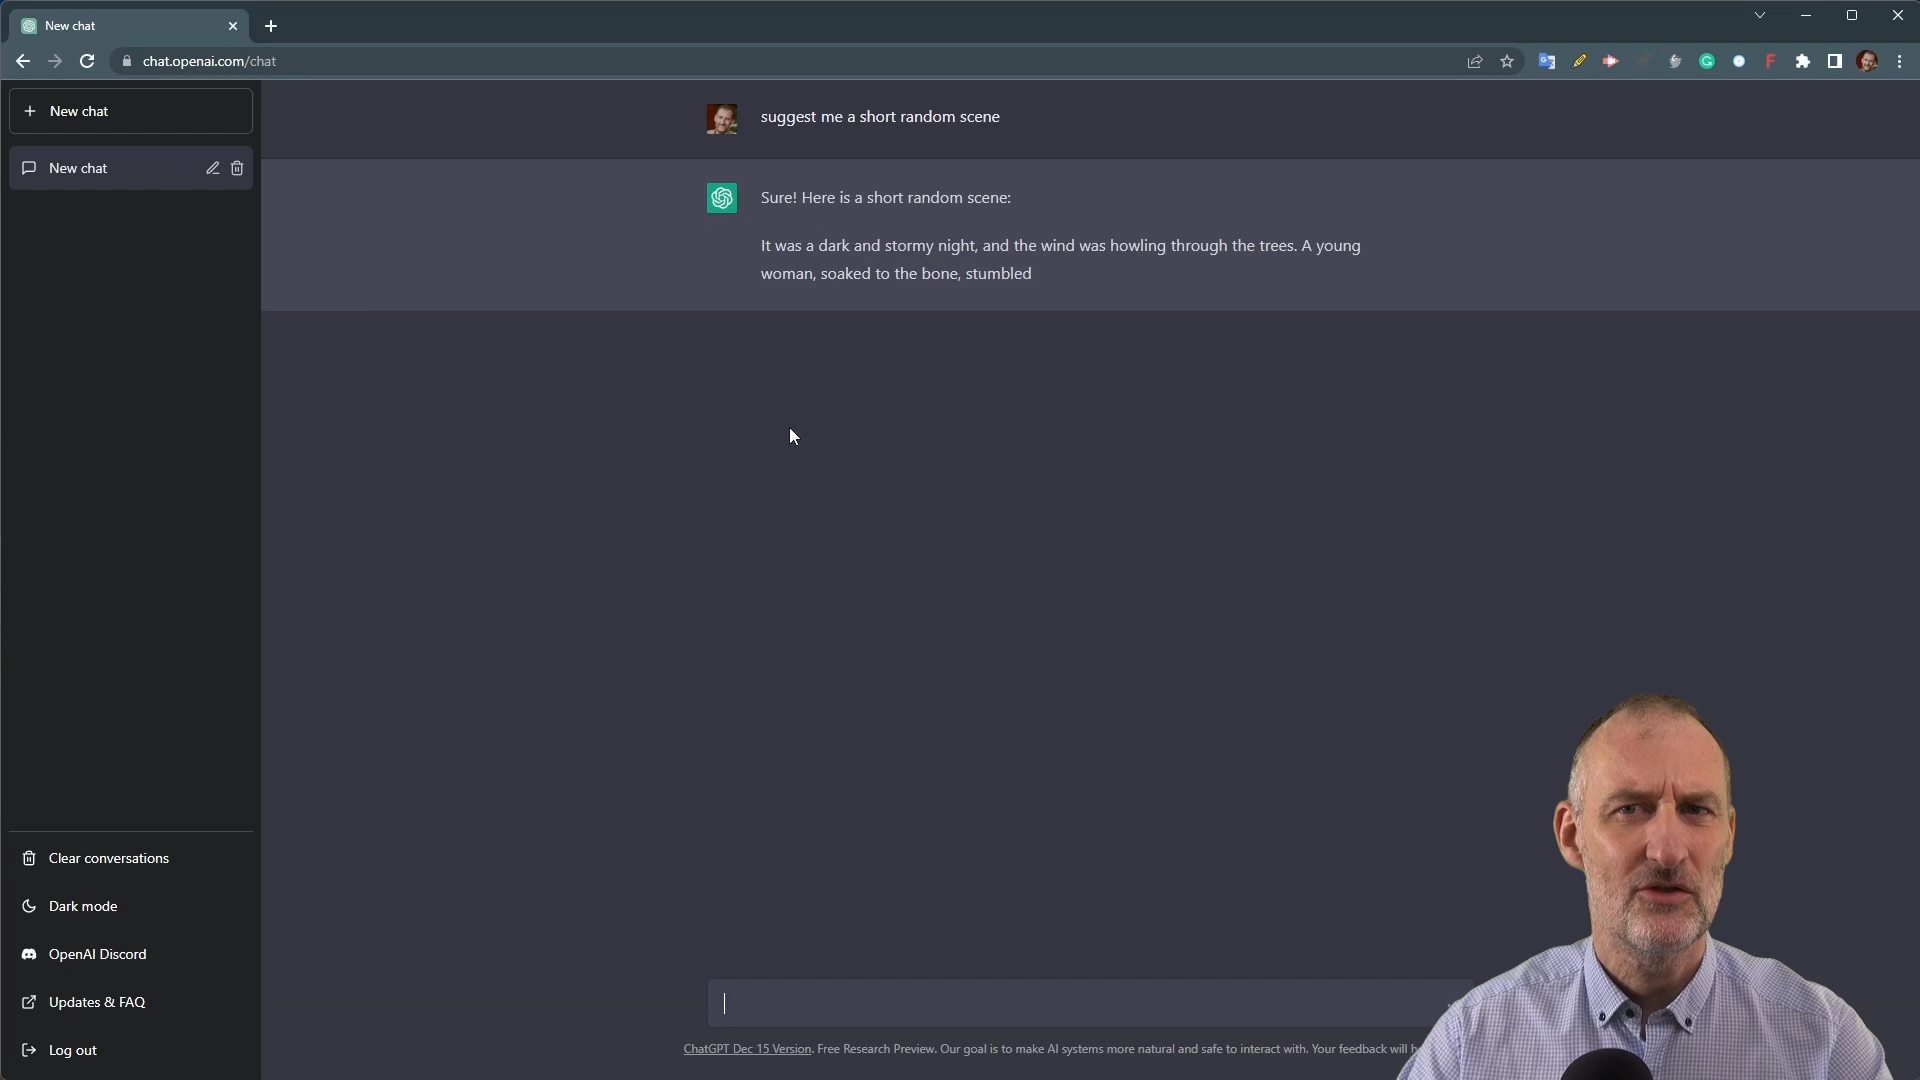 New chat
chat.openai.com/chat
New chat
New chat
suggest me a short random scene
Sure! Here is a short random scene:
It was a dark and stormy night, and the wind was howling through the trees. A young
woman, soaked to the bone, stumbled
Clear conversations
Dark mode
OpenAI Discord
Updates & FAQ
Log out
ChatGPT Dec 15 Version. Free Research Preview. Our goal is to make AI systems more natural and safe to interact with. Your feedback will